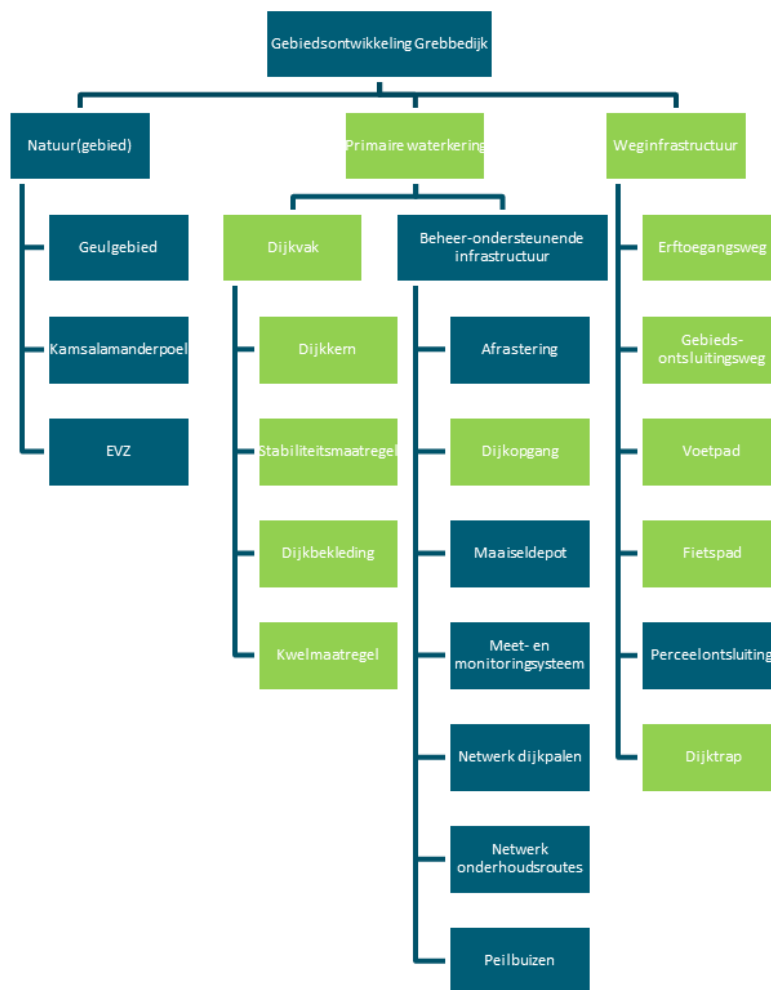 Gebiedsontwikkeling Grebbedijk
Natuur(gebied)
Primaire waterkering
Weginfrastructuur
Geulgebied
Kamsalamanderpoel
EVZ
Dijkvak
Dijkkern
Stabiliteitsmaatregel
Dijkbekleding
Kwelmaatregel
Beheer-ondersteunende
infrastructuur
Afrastering
Dijkopgang
Maaiseldepot
Meet- en
monitoringsysteem
Netwerk dijkpalen
Netwerk
onderhoudsroutes
Peilbuizen
Erftoegangsweg
Gebieds-
ontsluitingsweg
Voetpad
Fietspad
Perceelontsluiting
Dijktrap